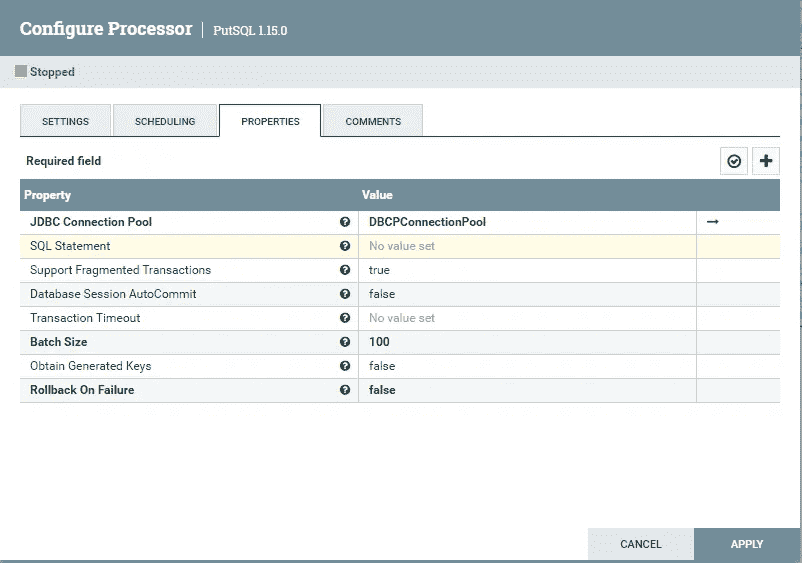 Configure Processor | PutSQL 1.15.0
Stopped
SETTINGS SCHEDULING PROPERTIES COMMENTS
Required field
Property Value
JDBC Connection Pool ? DBCPConnectionPool
SQL Statement ? No value set
Support Fragmented Transactions ? true
Database Session AutoCommit ? false
Transaction Timeout ? No value set
Batch Size ? 100
Obtain Generated Keys ? false
Rollback On Failure ? false
CANCEL APPLY